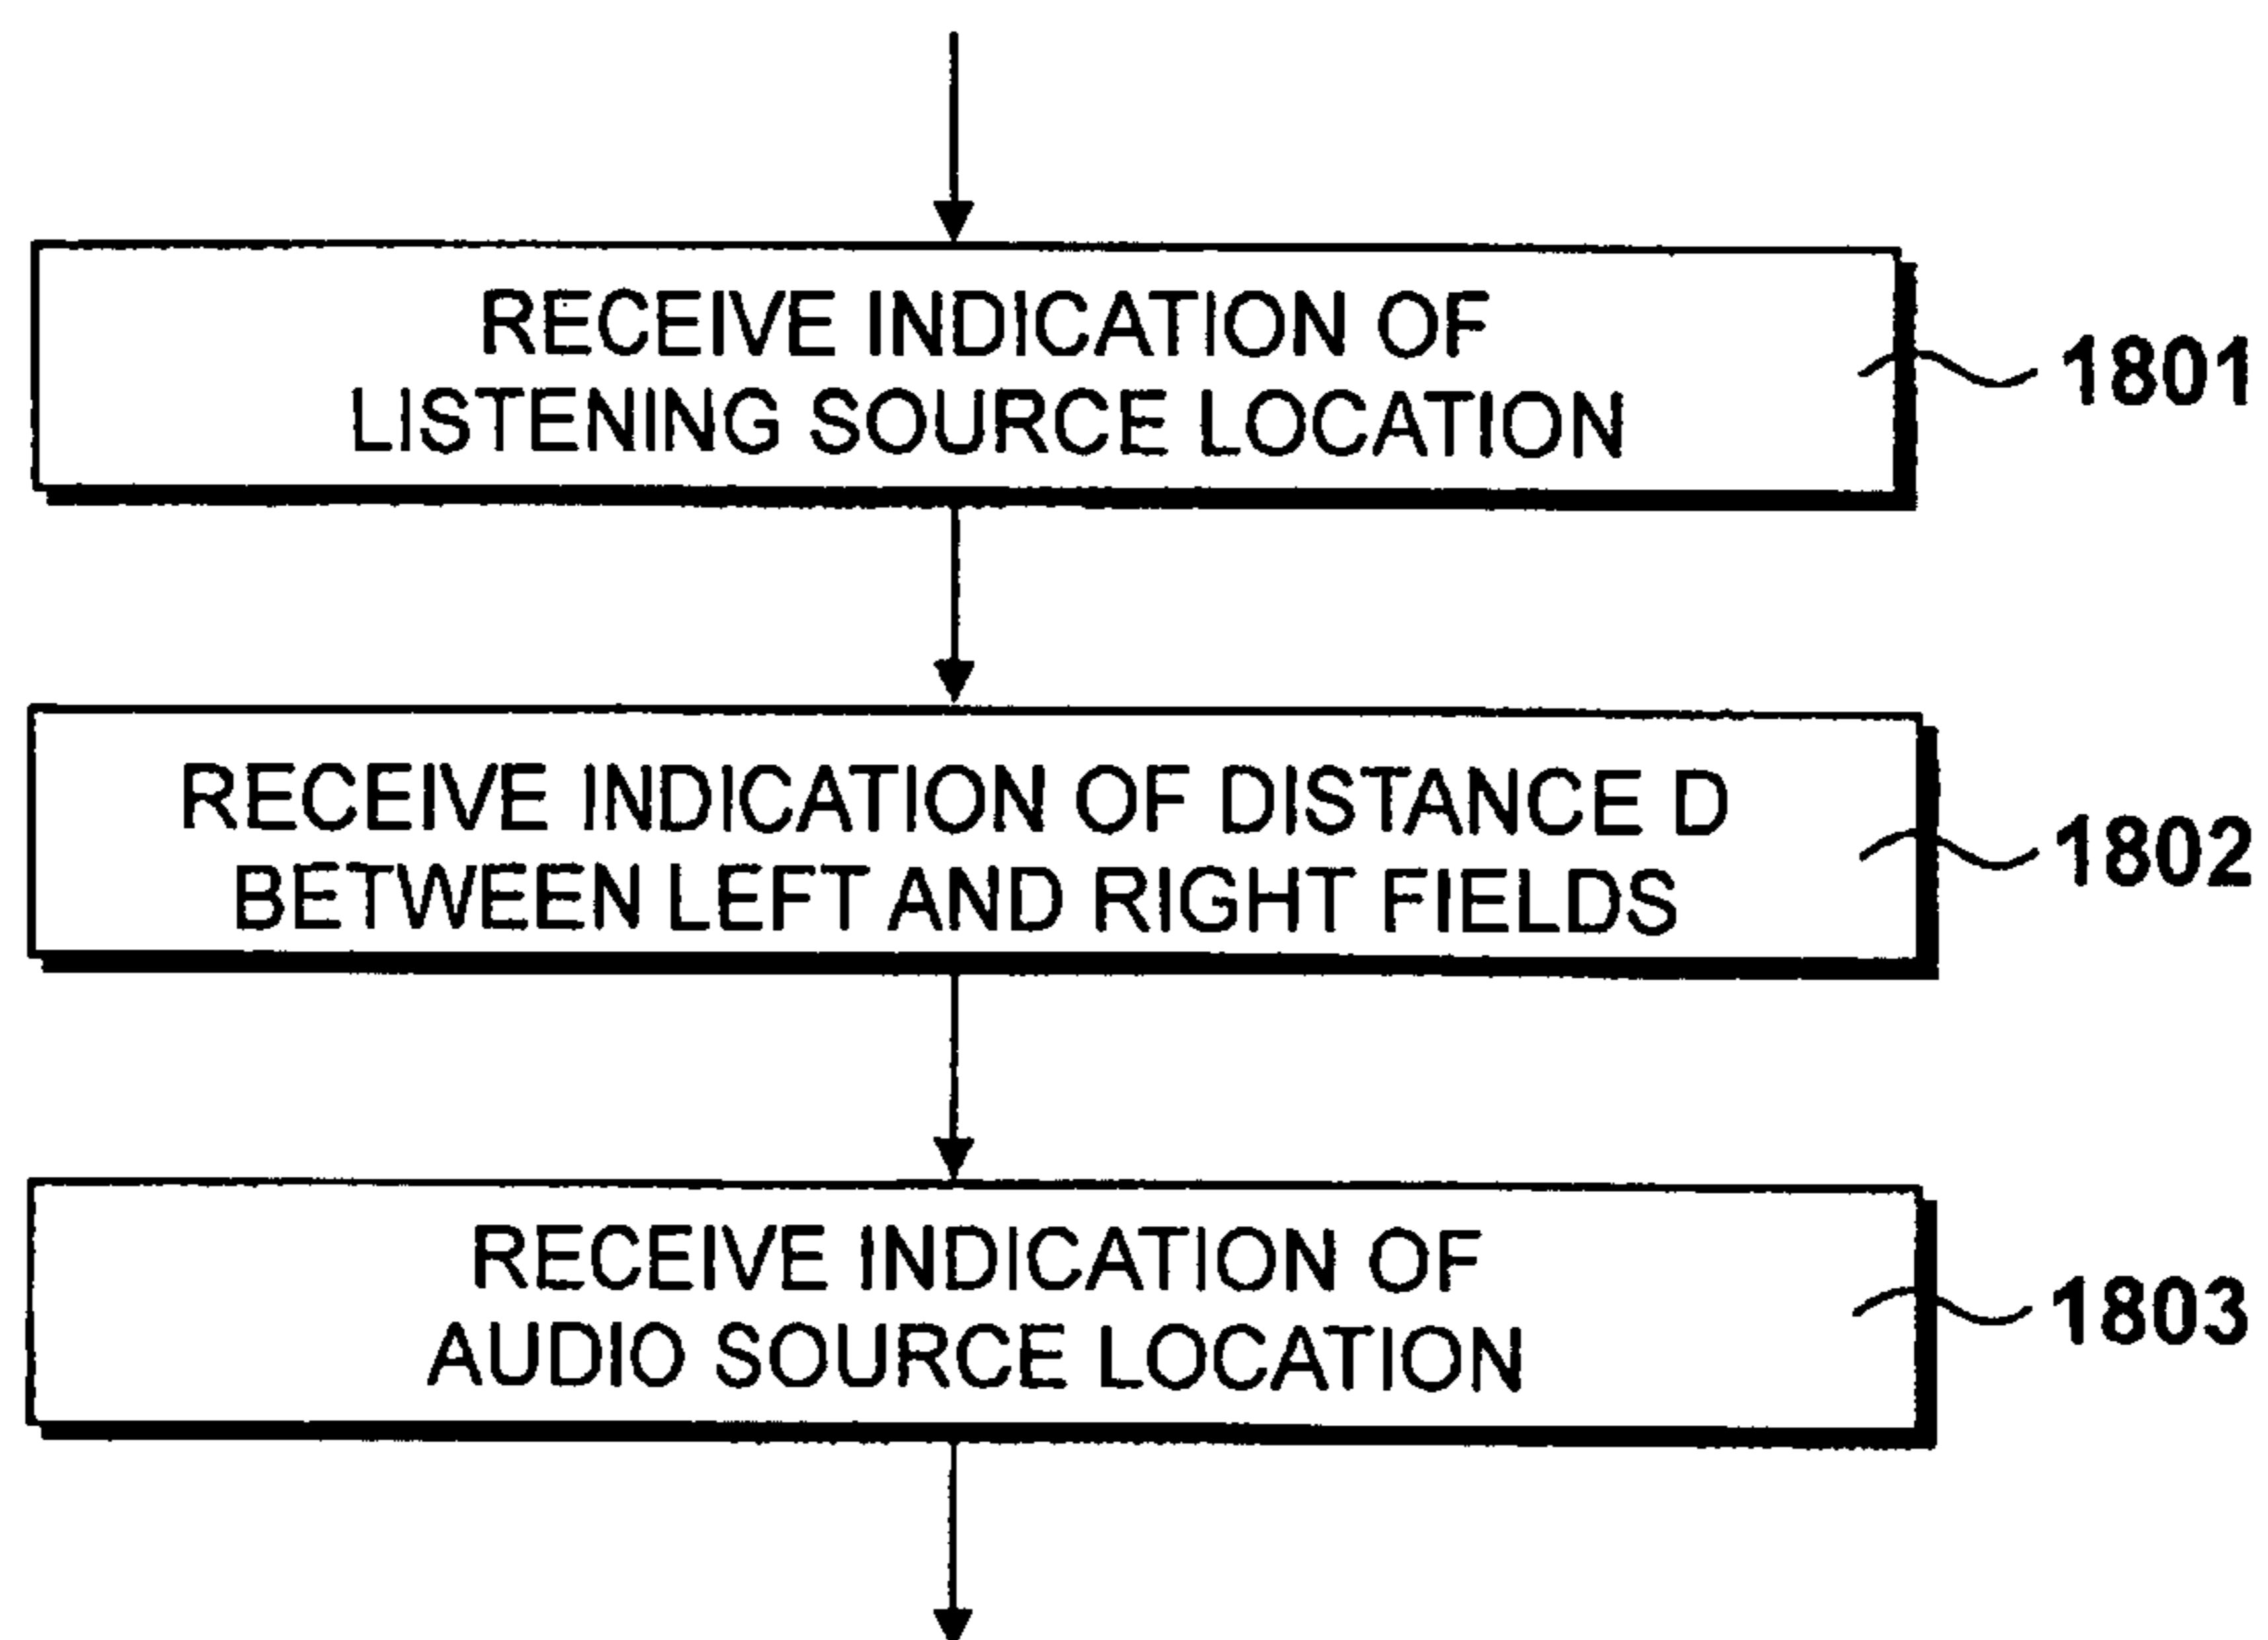 RECEIVE INDICATION OF
LISTENING SOURCE LOCATION
1801
RECEIVE INDICATION OF DISTANCE D
BETWEEN LEFT AND RIGHT FIELDS
1802
RECEIVE INDICATION OF
AUDIO SOURCE LOCATION
1803